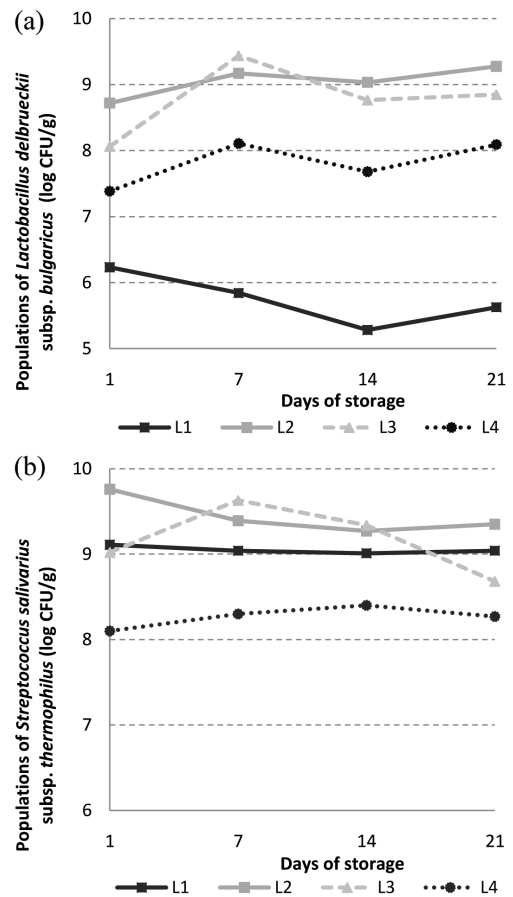 (a)
Populations of Lactobacillus delbrueckii
subsp. bulgaricus (log CFU/g)
10
9
8
7
6
5
1 7 14 21
Days of storage
L1 L2 L3 L4
(b)
Populations of Streptococcus salivarius
subsp. thermophilus (log CFU/g)
10
9
8
7
6
1 7 14 21
Days of storage
L1 L2 L3 L4